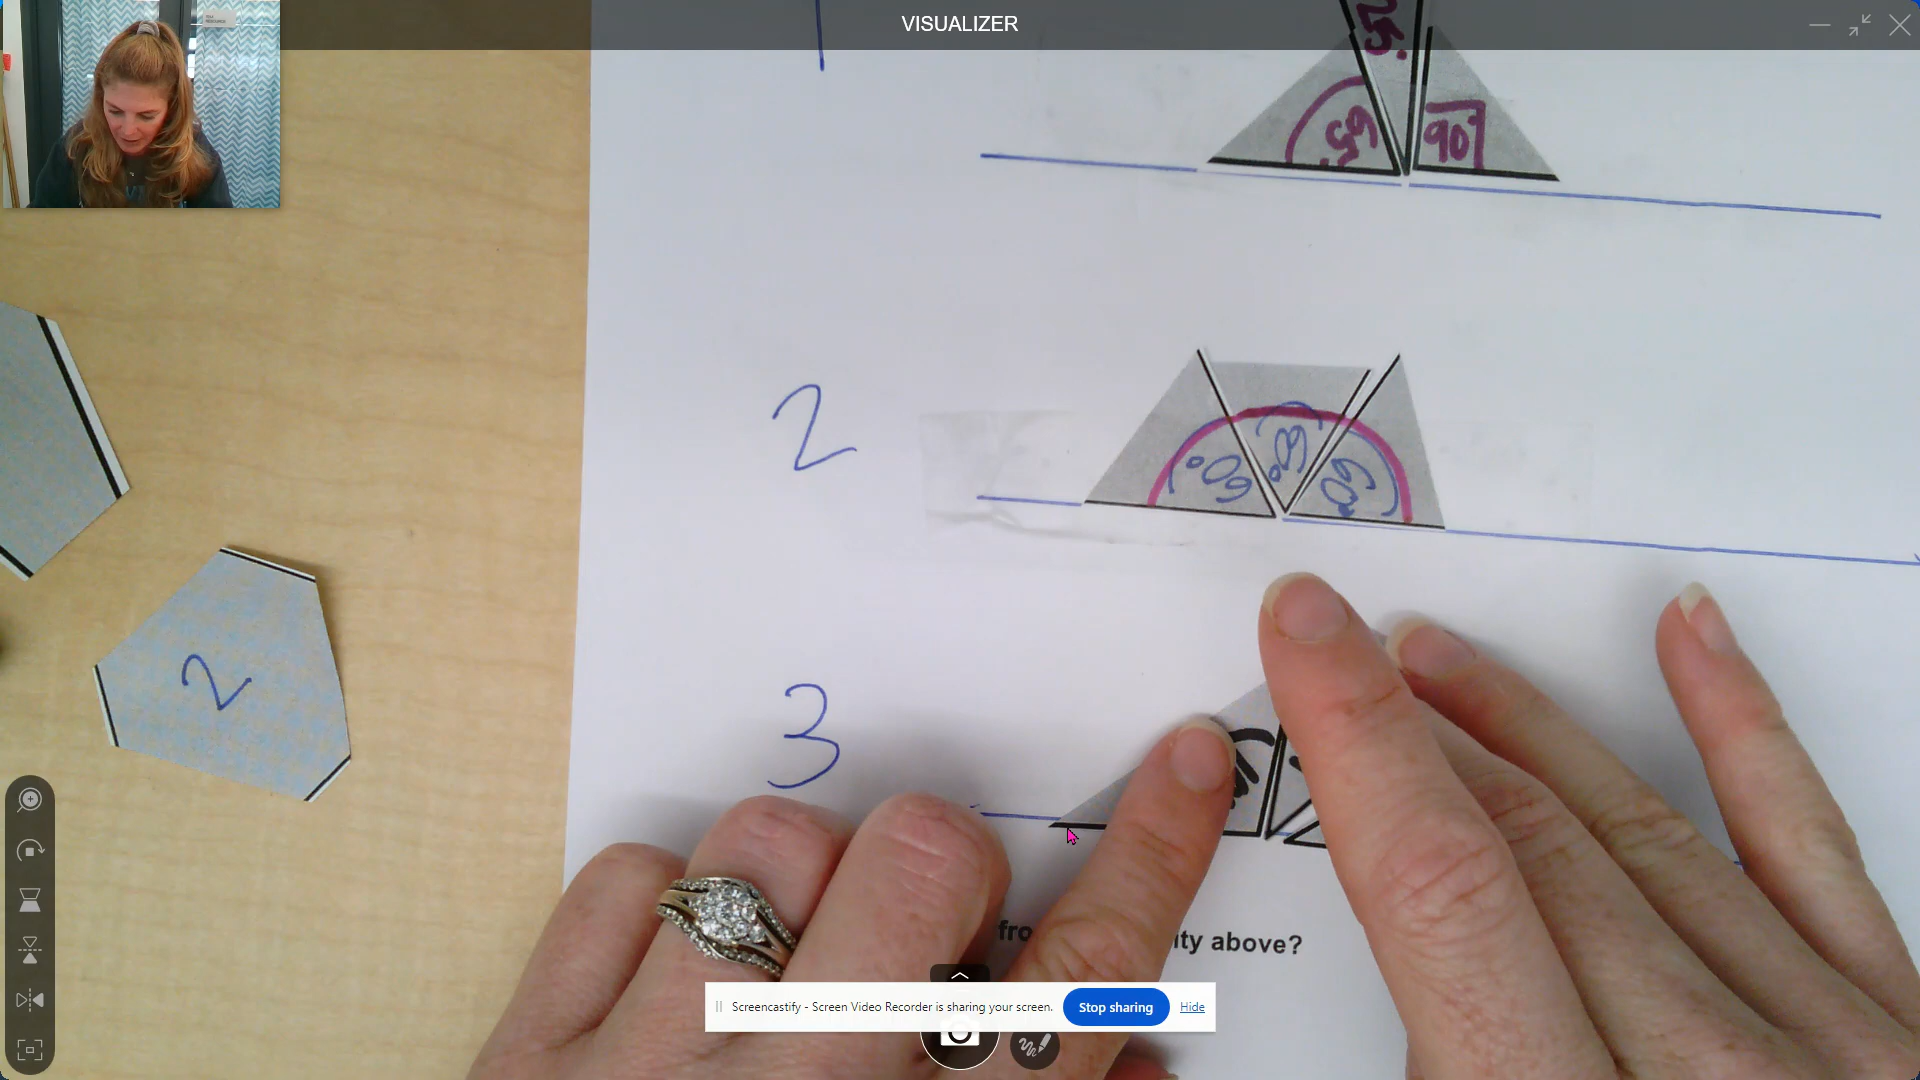 VISUALIZER
25°
65°
90°
2
60°
60°
60°
2
3
fro
ity above?
Screencastify - Screen Video Recorder is sharing your screen.
Stop sharing
Hide